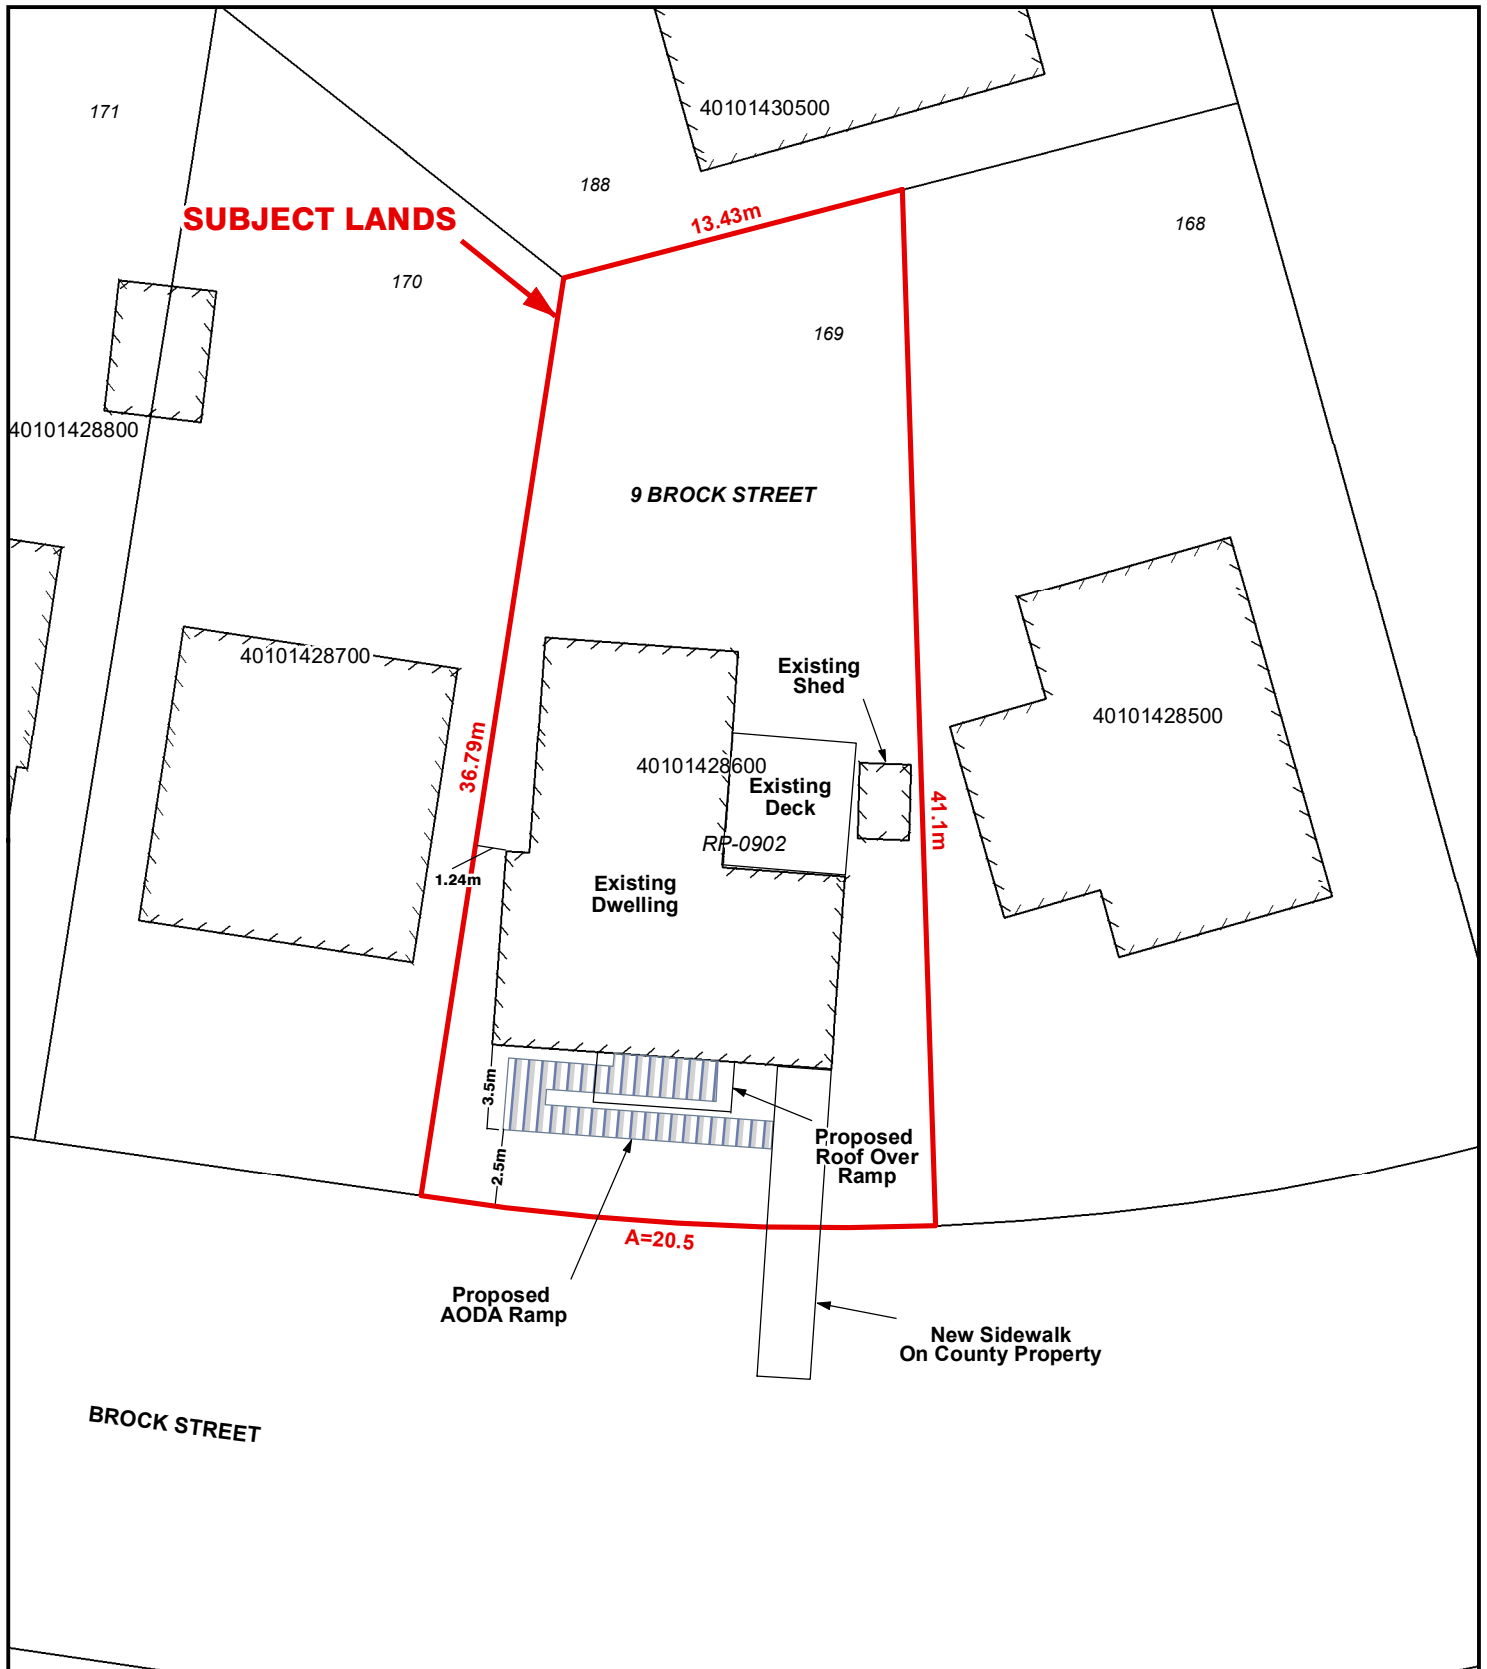 171
40101430500
188
SUBJECT LANDS
13.43m
168
170
169
40101428800
9 BROCK STREET
40101428700
Existing
Shed
40101428500
36.79m
40101428600
Existing
Deck
41.1m
RP-0902
1.24m
Existing
Dwelling
3.5m
Proposed
Roof Over
Ramp
2.5m
A=20.5
Proposed
AODA Ramp
New Sidewalk
On County Property
BROCK STREET